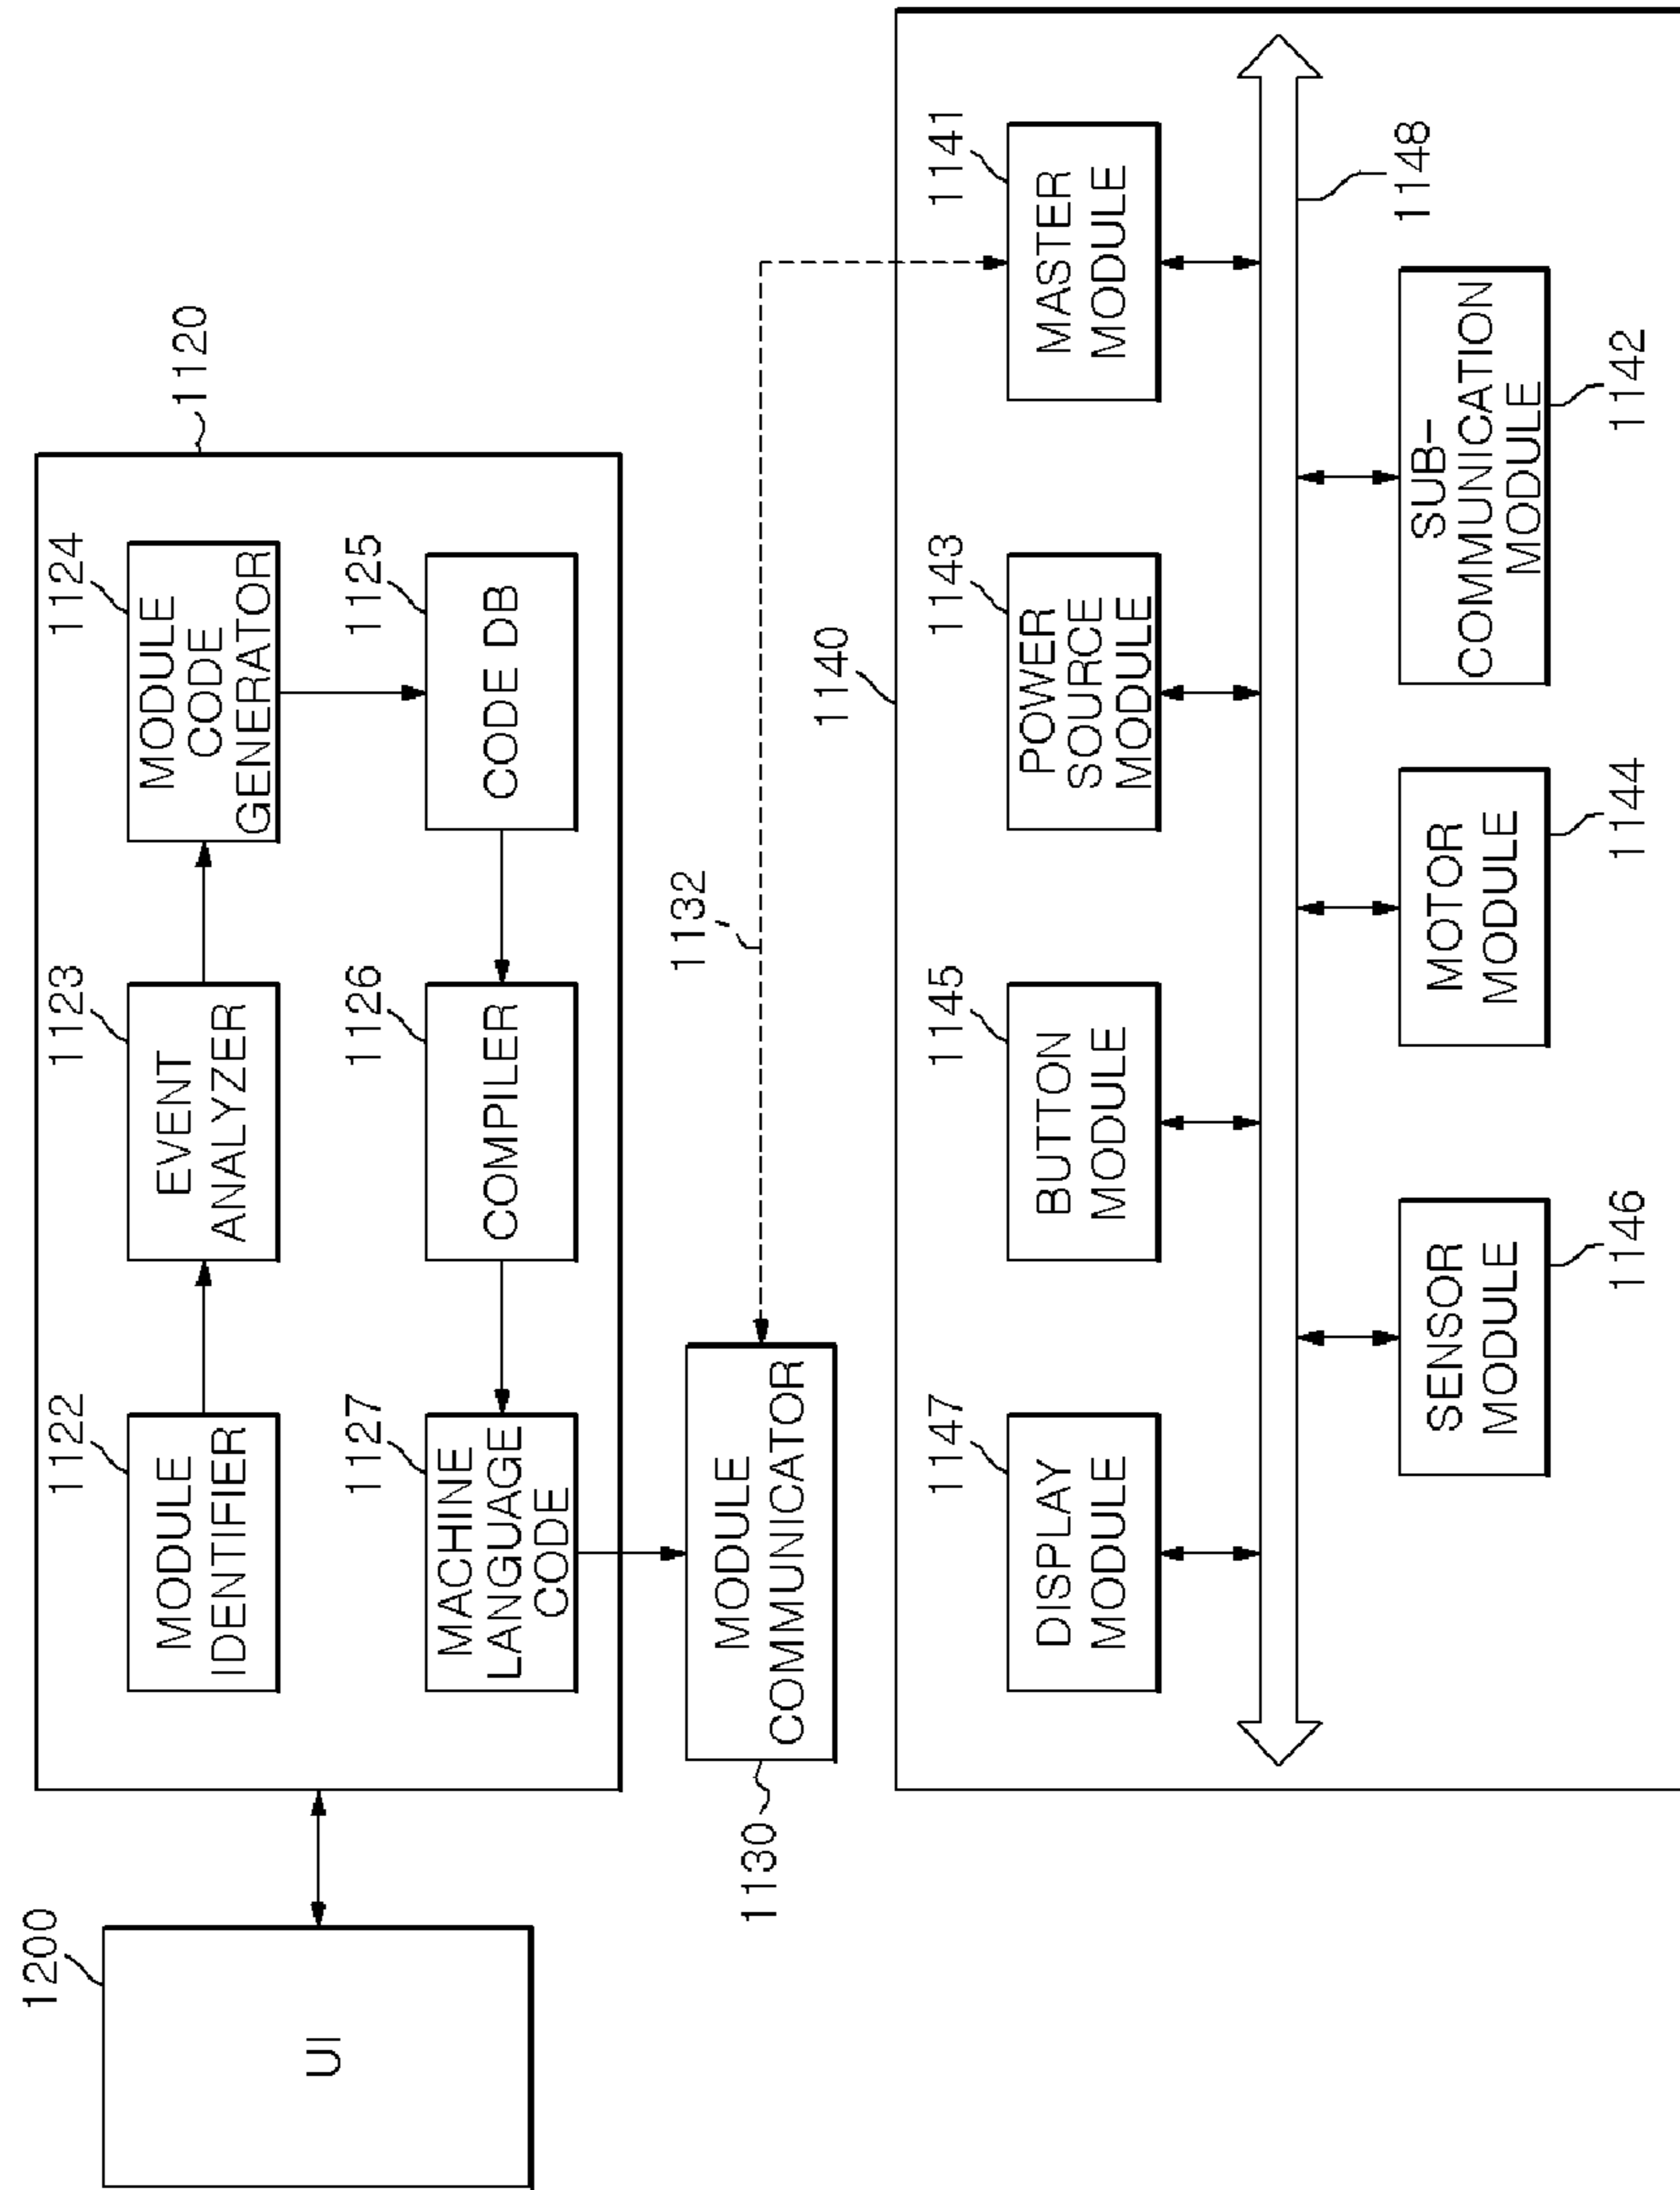 1200
UI
1120
1122
MODULE
IDENTIFIER
1123
EVENT
ANALYZER
1124
MODULE
CODE
GENERATOR
1127
MACHINE
LANGUAGE
CODE
1126
COMPILER
1125
CODE DB
1130
MODULE
COMMUNICATOR
1132
1140
1147
DISPLAY
MODULE
1145
BUTTON
MODULE
1143
POWER
SOURCE
MODULE
1141
MASTER
MODULE
1148
SENSOR
MODULE
1146
MOTOR
MODULE
1144
SUB-
COMMUNICATION
MODULE
1142